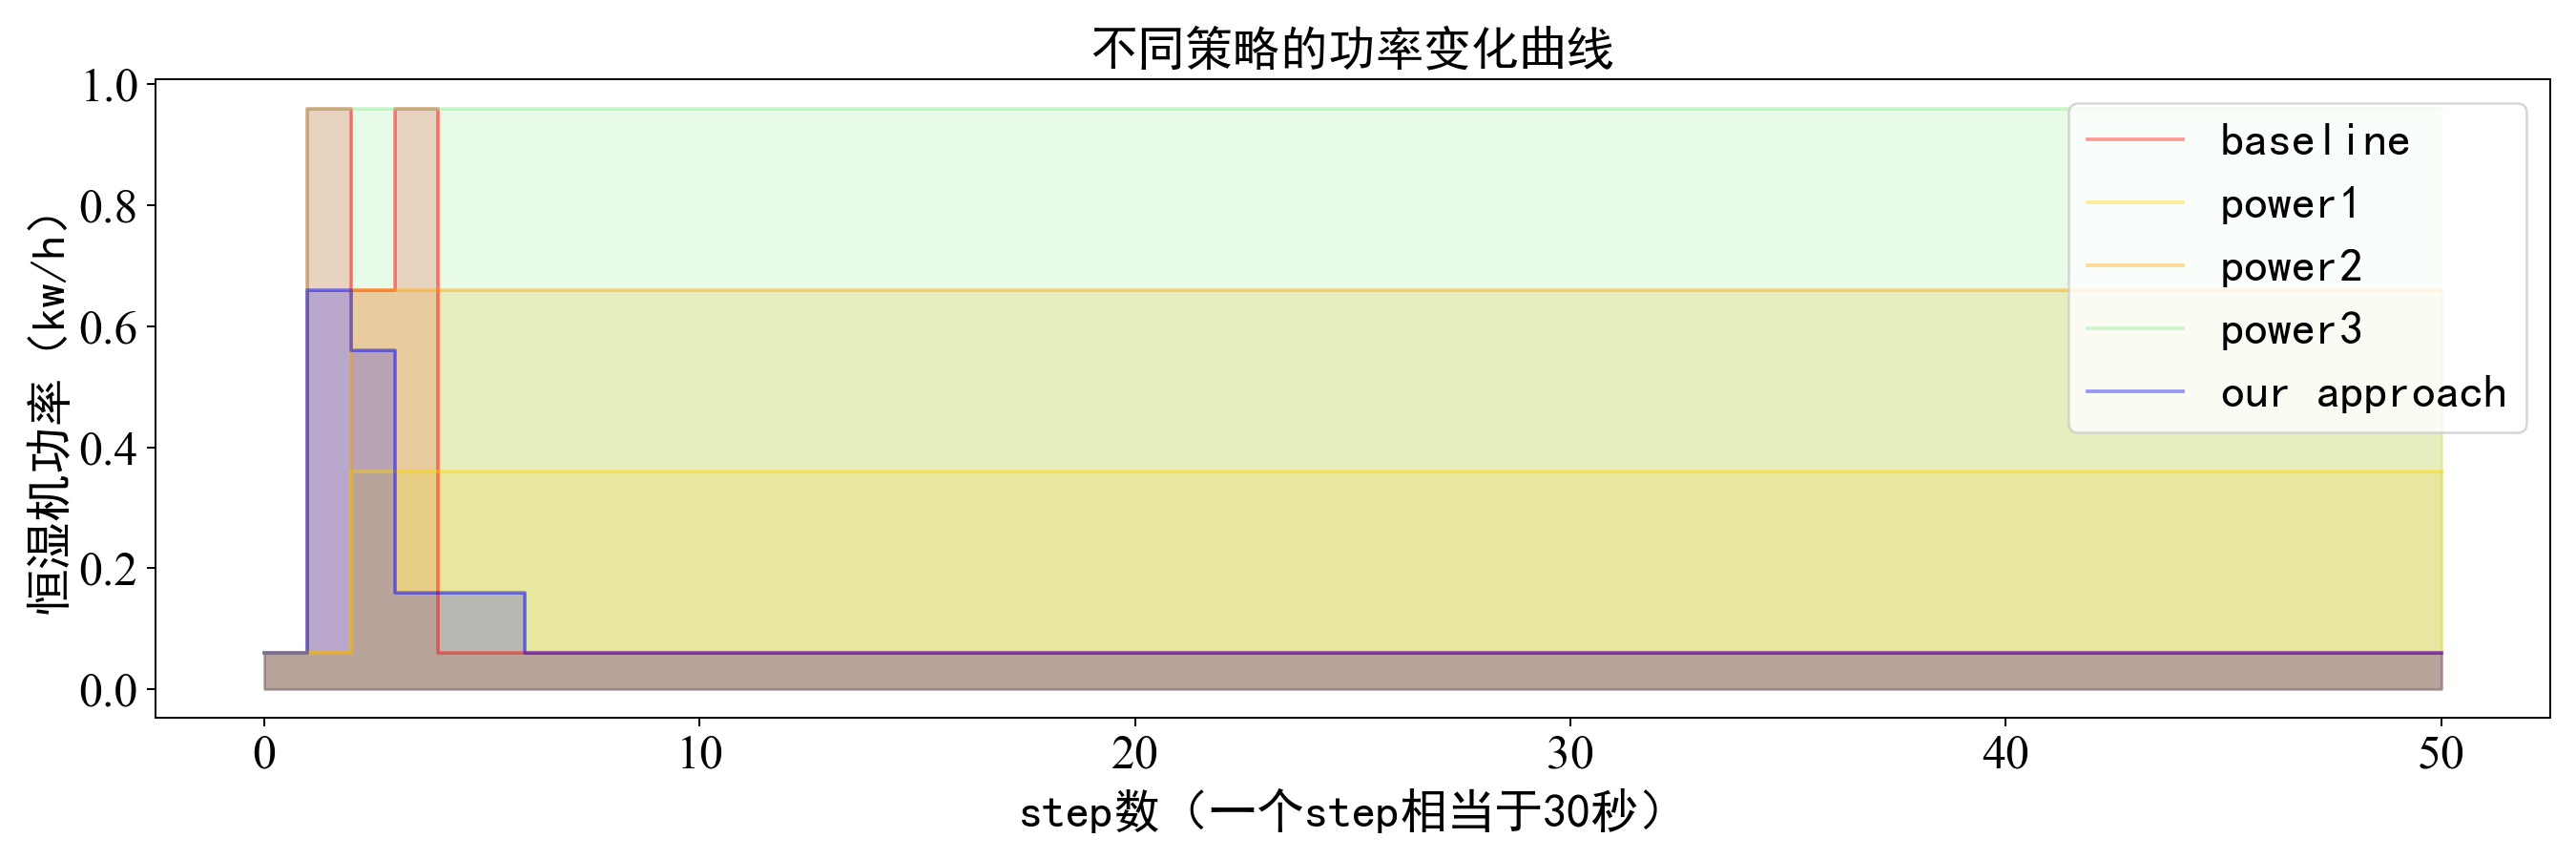 不同策略的功率变化曲线
恒湿机功率（kw/h）
1.0
0.8
0.6
0.4
0.2
0.0
baseline
power1
power2
power3
our approach
0 10 20 30 40 50
step数（一个step相当于30秒）